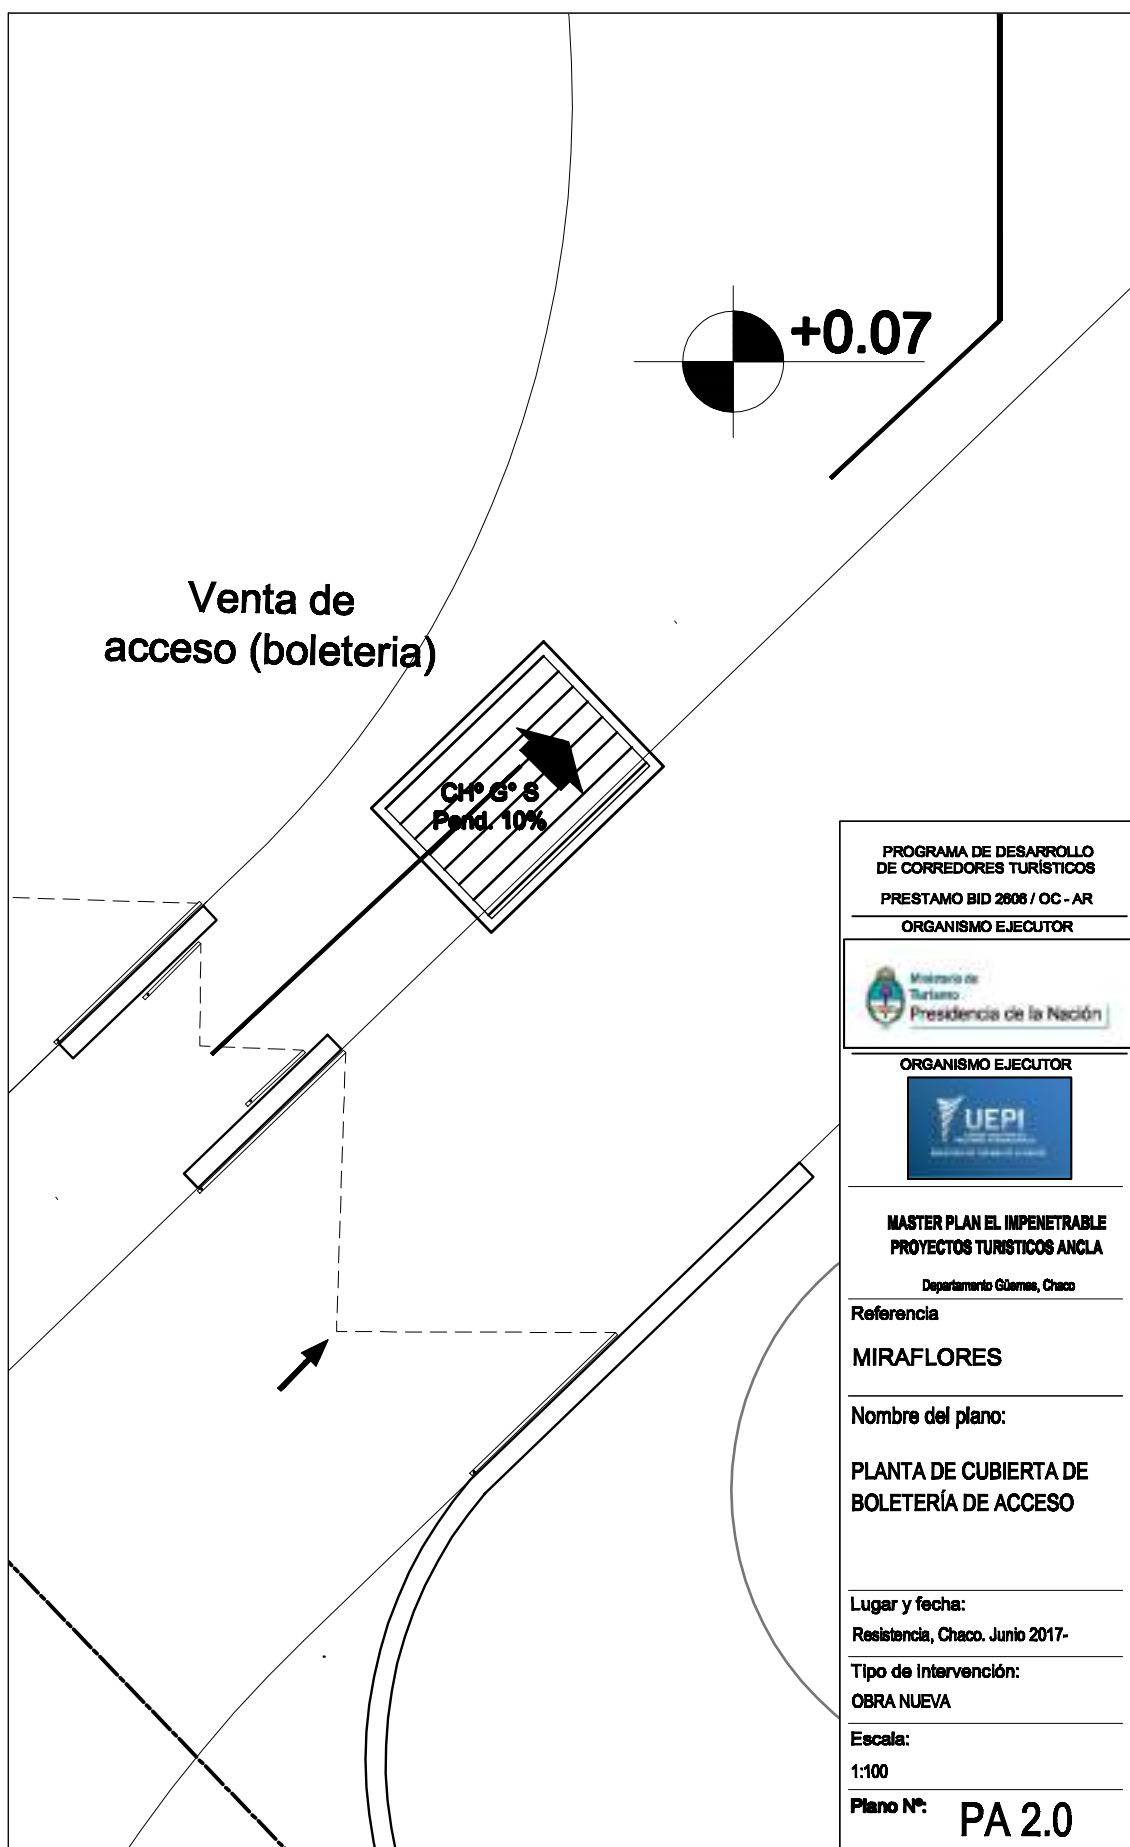 +0.07
Venta de
acceso (boleteria)
CHº Gº S
Pend. 10%
PROGRAMA DE DESARROLLO
DE CORREDORES TURÍSTICOS
PRESTAMO BID 2606 / OC - AR
ORGANISMO EJECUTOR
Ministerio de
Turismo
Presidencia de la Nación
ORGANISMO EJECUTOR
UEPI
MASTER PLAN EL IMPENETRABLE
PROYECTOS TURISTICOS ANCLA
Departamento Güemes, Chaco
Referencia
MIRAFLORES
Nombre del plano:
PLANTA DE CUBIERTA DE
BOLETERÍA DE ACCESO
Lugar y fecha:
Resistencia, Chaco. Junio 2017-
Tipo de intervención:
OBRA NUEVA
Escala:
1:100
Plano Nº:
PA 2.0